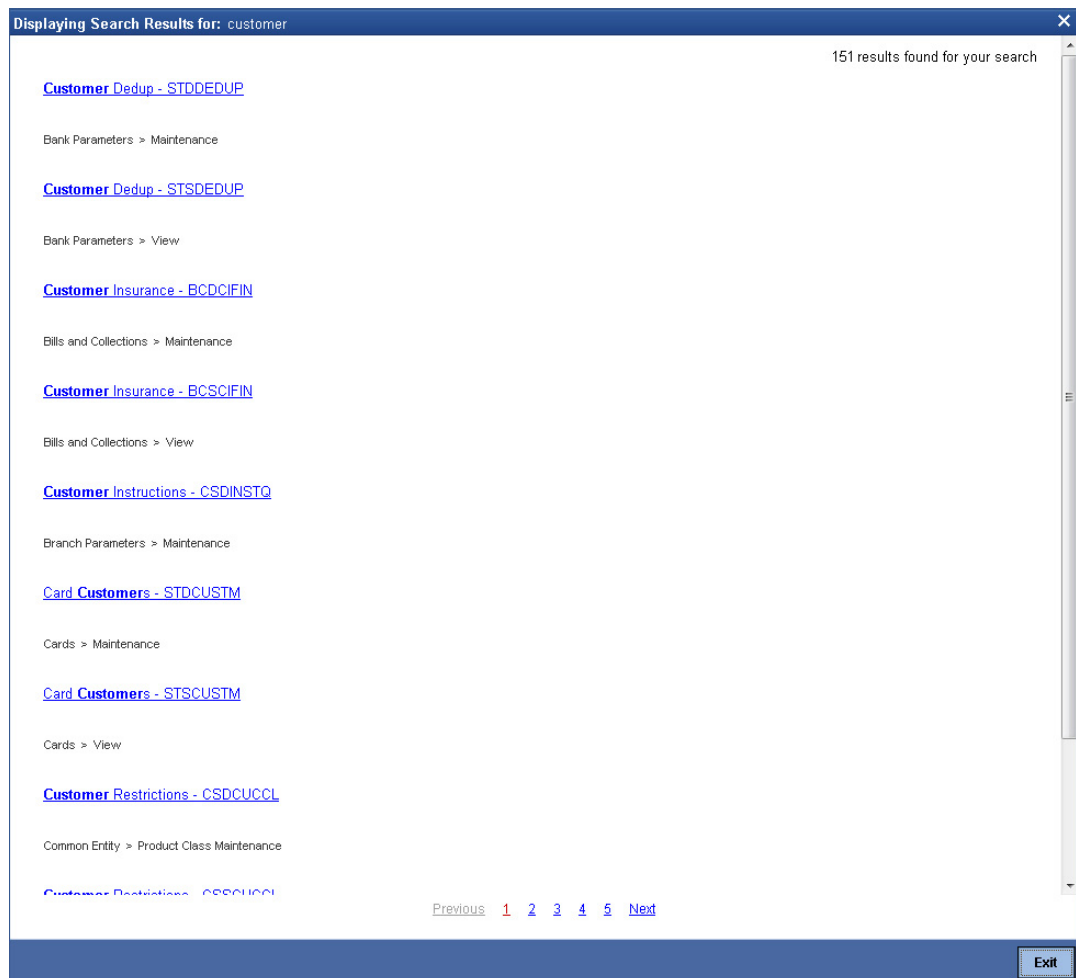 Displaying Search Results for: customer
151 results found for your search
Customer Dedup - STDDEDUP
Bank Parameters > Maintenance
Customer Dedup - STSDEDUP
Bank Parameters > View
Customer Insurance - BCDCIFIN
Bills and Collections > Maintenance
Customer Insurance - BCSCIFIN
Bills and Collections > View
Customer Instructions - CSDINSTQ
Branch Parameters > Maintenance
Card Customers - STDCUSTM
Cards > Maintenance
Card Customers - STSCUSTM
Cards > View
Customer Restrictions - CSDCUCCL
Common Entity > Product Class Maintenance
Customer Restrictions - CSSCUCCL
Previous 1 2 3 4 5 Next
Exit